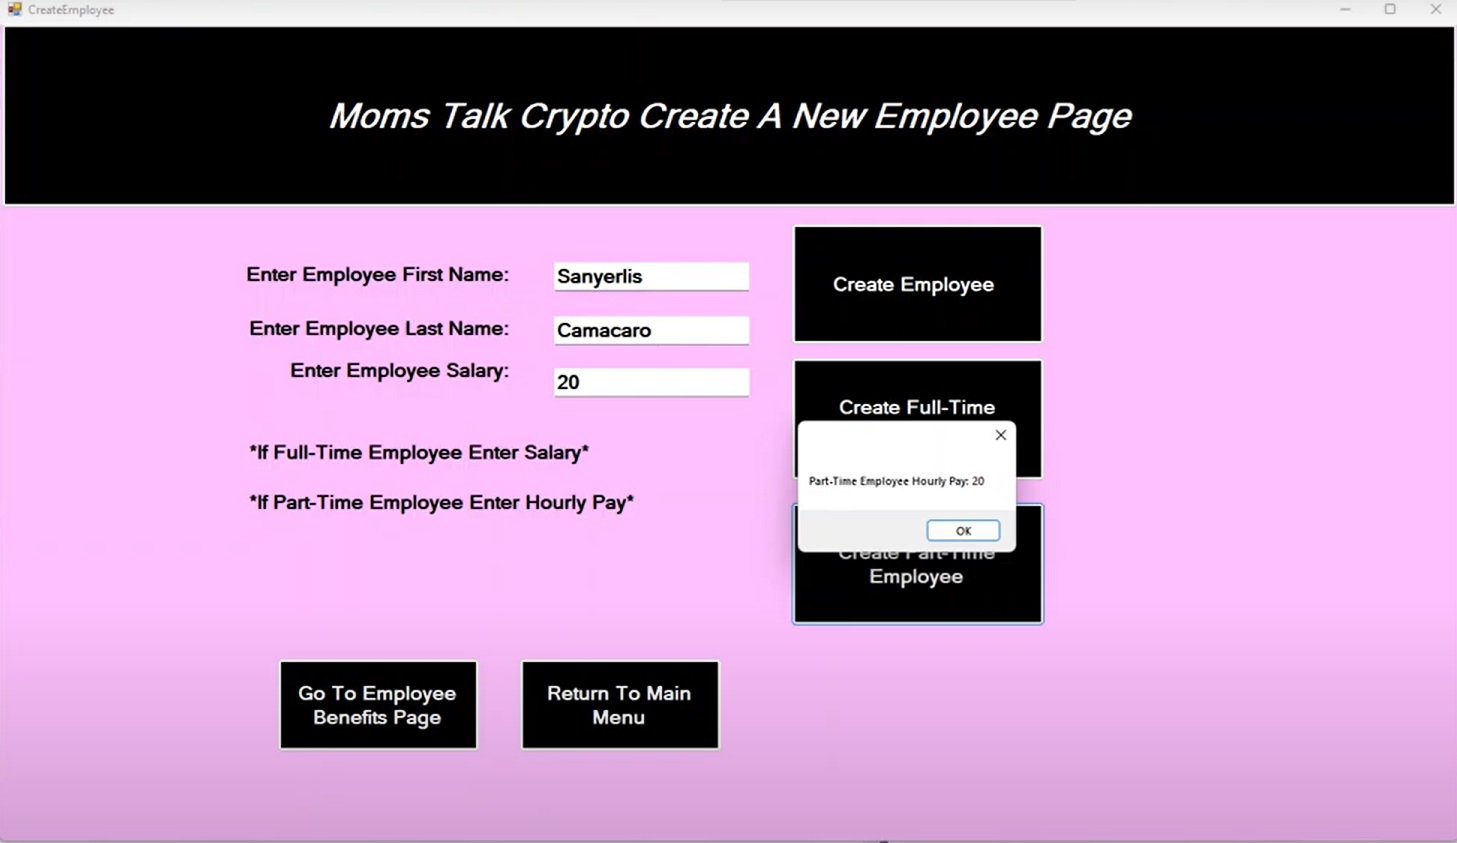 CreateEmployee
Moms Talk Crypto Create A New Employee Page
Enter Employee First Name:
Sanyerlis
Enter Employee Last Name:
Camacaro
Enter Employee Salary:
20
*If Full-Time Employee Enter Salary*
*If Part-Time Employee Enter Hourly Pay*
Create Employee
Create Full-Time
Part-Time Employee Hourly Pay: 20
OK
Create Part-Time
Employee
Go To Employee
Benefits Page
Return To Main
Menu